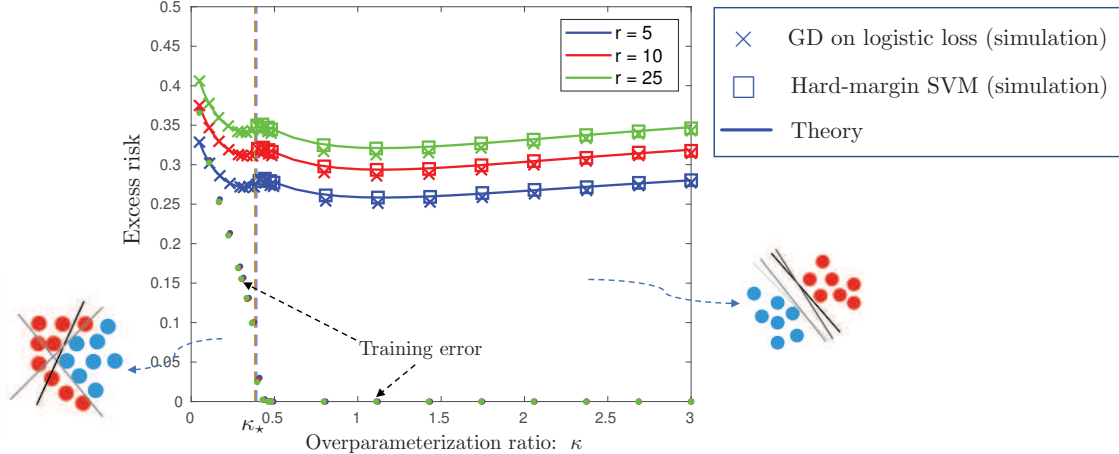 0.5
0.45
0.4
0.35
0.3
0.25
0.2
0.15
0.1
0.05
0
Excess risk
r = 5
r = 10
r = 25
GD on logistic loss (simulation)
Hard-margin SVM (simulation)
Theory
Training error
κ⋆
0.5
1
1.5
2
2.5
3
Overparameterization ratio: κ